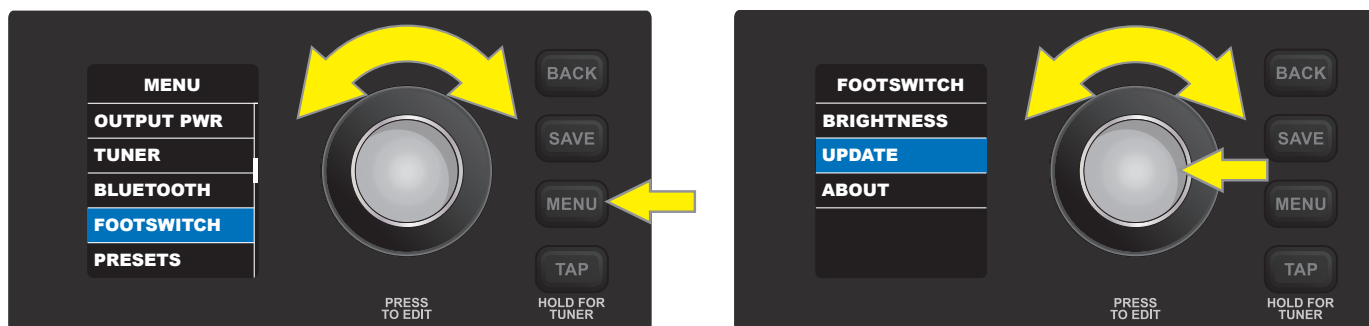 MENU
OUTPUT PWR
TUNER
BLUETOOTH
FOOTSWITCH
PRESETS
BACK
SAVE
MENU
TAP
PRESS
TO EDIT
HOLD FOR
TUNER
FOOTSWITCH
BRIGHTNESS
UPDATE
ABOUT
BACK
SAVE
MENU
TAP
PRESS
TO EDIT
HOLD FOR
TUNER